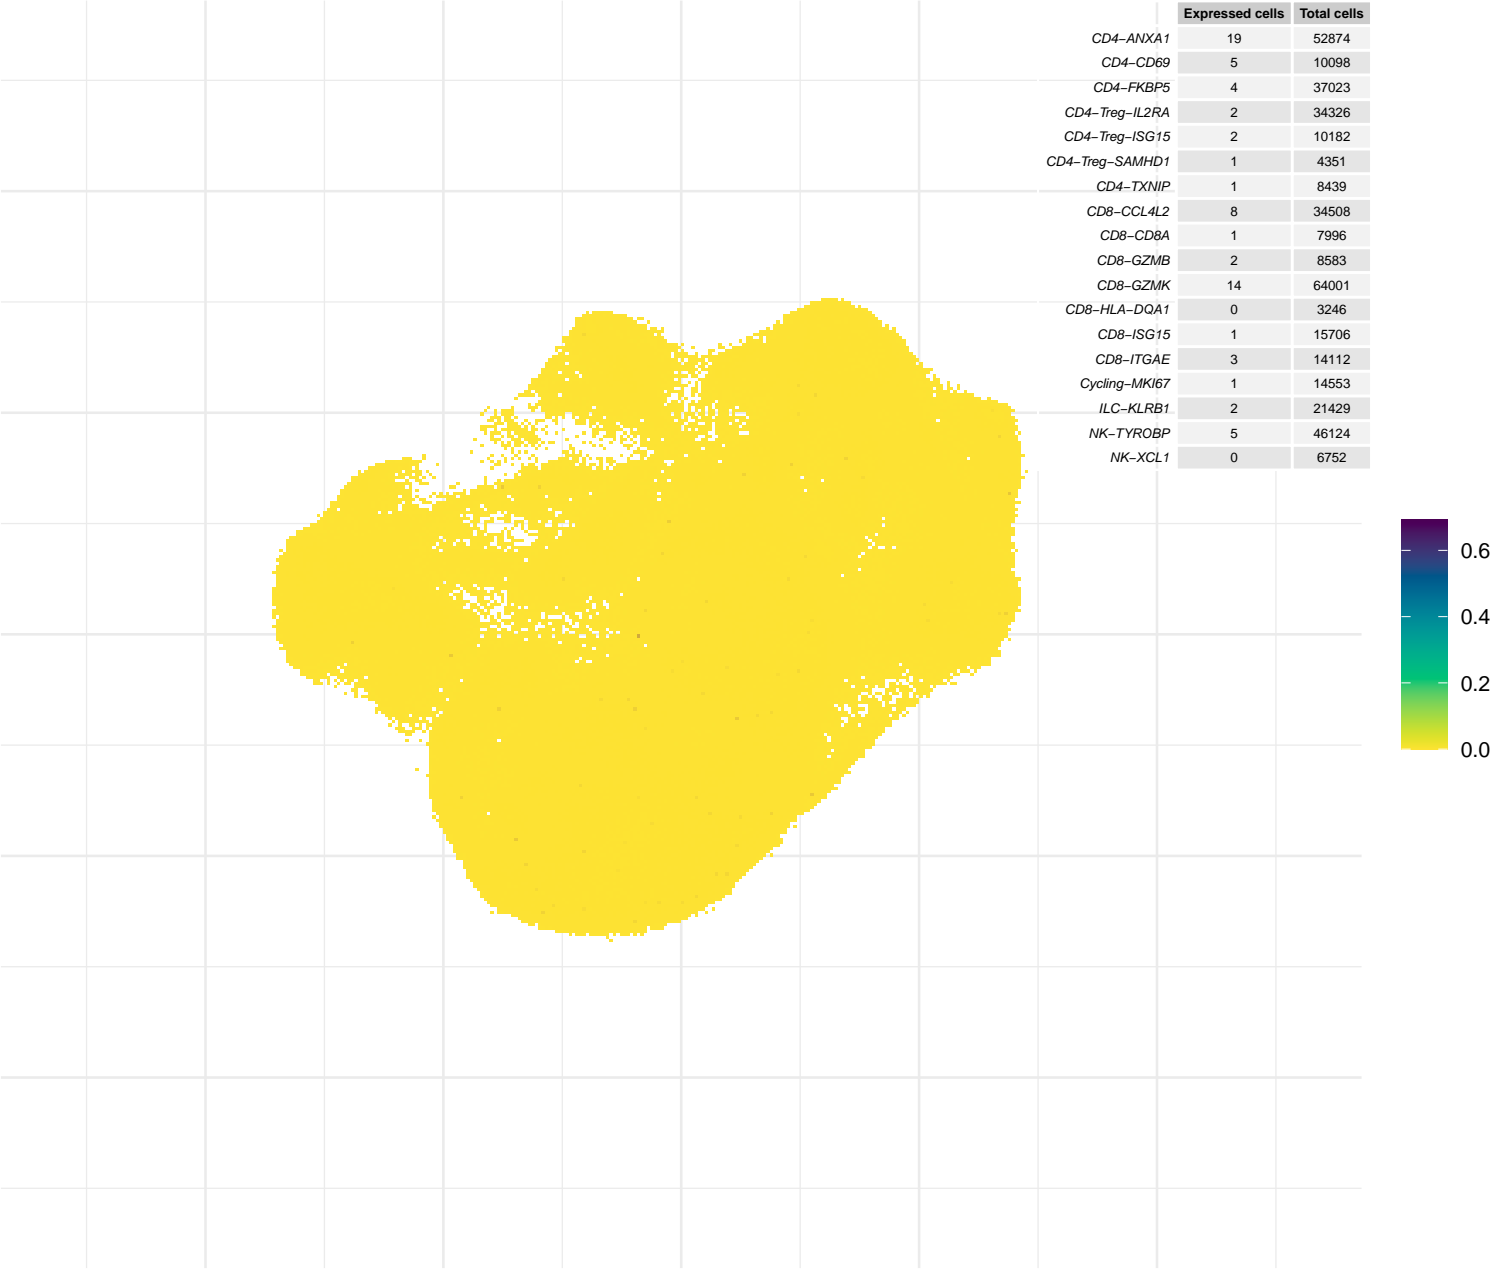 Expressed cells Total cells
CD4−ANXA1 19 52874
CD4−CD69 5 10098
CD4−FKBP5 4 37023
CD4−Treg−IL2RA 2 34326
CD4−Treg−ISG15 2 10182
CD4−Treg−SAMHD1 1 4351
CD4−TXNIP 1 8439
CD8−CCL4L2 8 34508
CD8−CD8A 1 7996
CD8−GZMB 2 8583
CD8−GZMK 14 64001
CD8−HLA−DQA1 0 3246
CD8−ISG15 1 15706
CD8−ITGAE 3 14112
Cycling−MKI67 1 14553
ILC−KLRB1 2 21429
NK−TYROBP 5 46124
NK−XCL1 0 6752
0.6
0.4
0.2
0.0